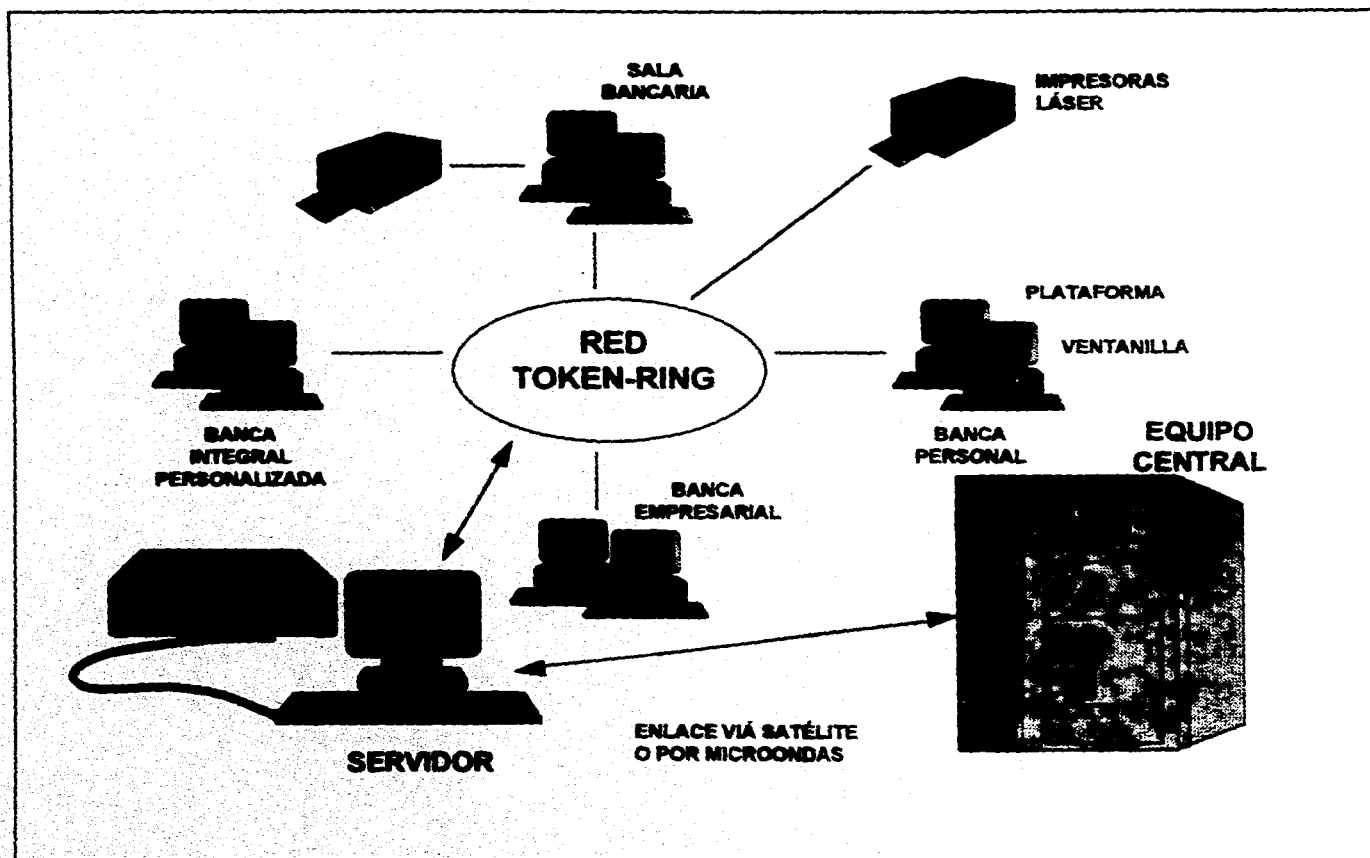 SALA
BANCARIA
IMPRESORAS
LÁSER
PLATAFORMA
VENTANILLA
RED
TOKEN-RING
BANCA
INTEGRAL
PERSONALIZADA
BANCA
PERSONAL
EQUIPO
CENTRAL
BANCA
EMPRESARIAL
SERVIDOR
ENLACE VIÁ SATÉLITE
O POR MICROONDAS